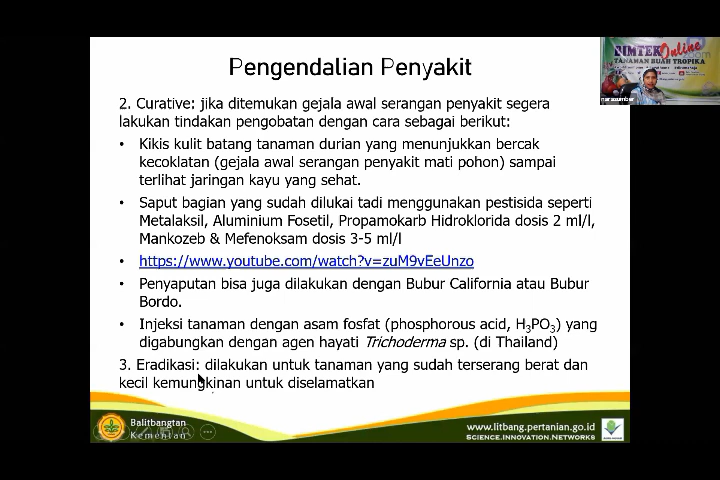 Pengendalian Penyakit
2. Curative: jika ditemukan gejala awal serangan penyakit segera
lakukan tindakan pengobatan dengan cara sebagai berikut:
• Kikis kulit batang tanaman durian yang menunjukkan bercak
kecoklatan (gejala awal serangan penyakit mati pohon) sampai
terlihat jaringan kayu yang sehat.
• Saput bagian yang sudah dilukai tadi menggunakan pestisida seperti
Metalaksil, Aluminium Fosetil, Propamokarb Hidroklorida dosis 2 ml/l,
Mankozeb & Mefenoksam dosis 3-5 ml/l
• https://www.youtube.com/watch?v=zuM9vEeUnzo
• Penyaputan bisa juga dilakukan dengan Bubur California atau Bubur
Bordo.
• Injeksi tanaman dengan asam fosfat (phosphorous acid, H₃PO₃) yang
digabungkan dengan agen hayati Trichoderma sp. (di Thailand)
3. Eradikasi: dilakukan untuk tanaman yang sudah terserang berat dan
kecil kemungkinan untuk diselamatkan
Balitbangtan
Kementan
www.litbang.pertanian.go.id
SCIENCE.INNOVATION.NETWORKS
BIMTEK Online
TANAMAN BUAH TROPIKA
narasumber